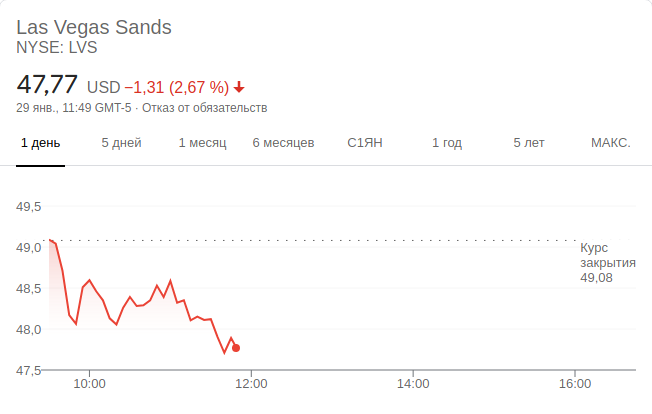 Las Vegas Sands
NYSE: LVS
47,77 USD −1,31 (2,67 %)
29 янв., 11:49 GMT-5 · Отказ от обязательств
1 день 5 дней 1 месяц 6 месяцев С1ЯН 1 год 5 лет МАКС.
49,5
49,0
48,5
48,0
47,5
Курс
закрытия
49,08
10:00 12:00 14:00 16:00